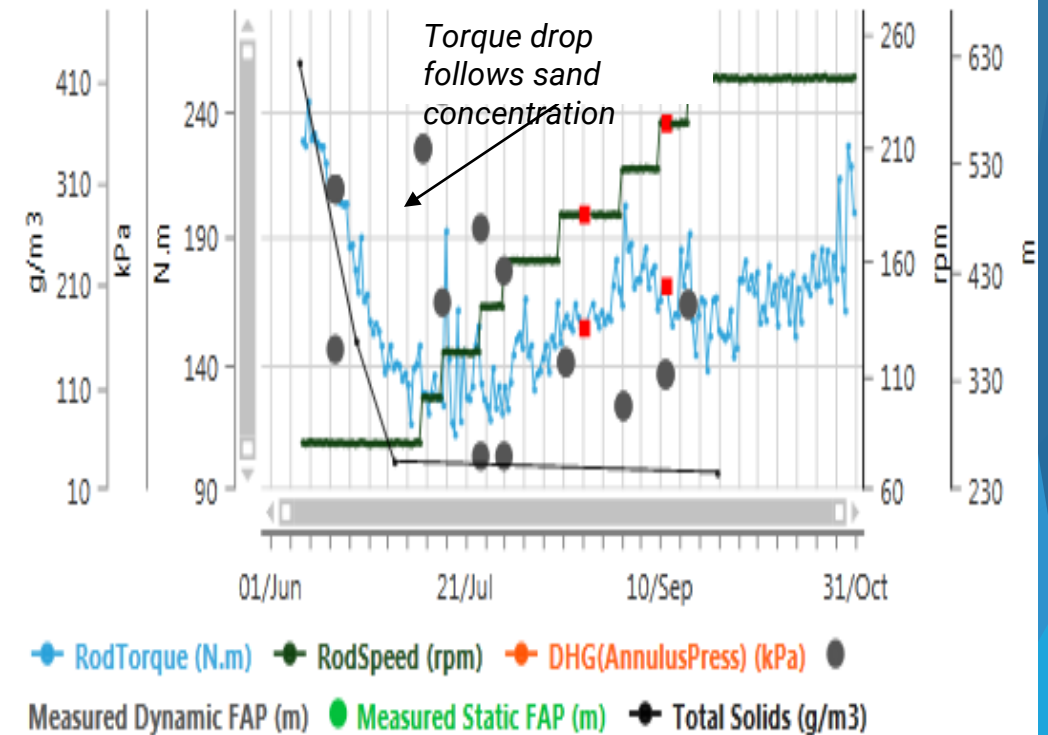 Torque drop
follows sand
concentration
g/m3
410
310
210
110
10
kPa
N.m
240
190
140
90
260
210
160
110
60
rpm
630
530
430
330
230
m
01/Jun 21/Jul 10/Sep 31/Oct
RodTorque (N.m) RodSpeed (rpm) DHG(AnnulusPress) (kPa)
Measured Dynamic FAP (m) Measured Static FAP (m) Total Solids (g/m3)